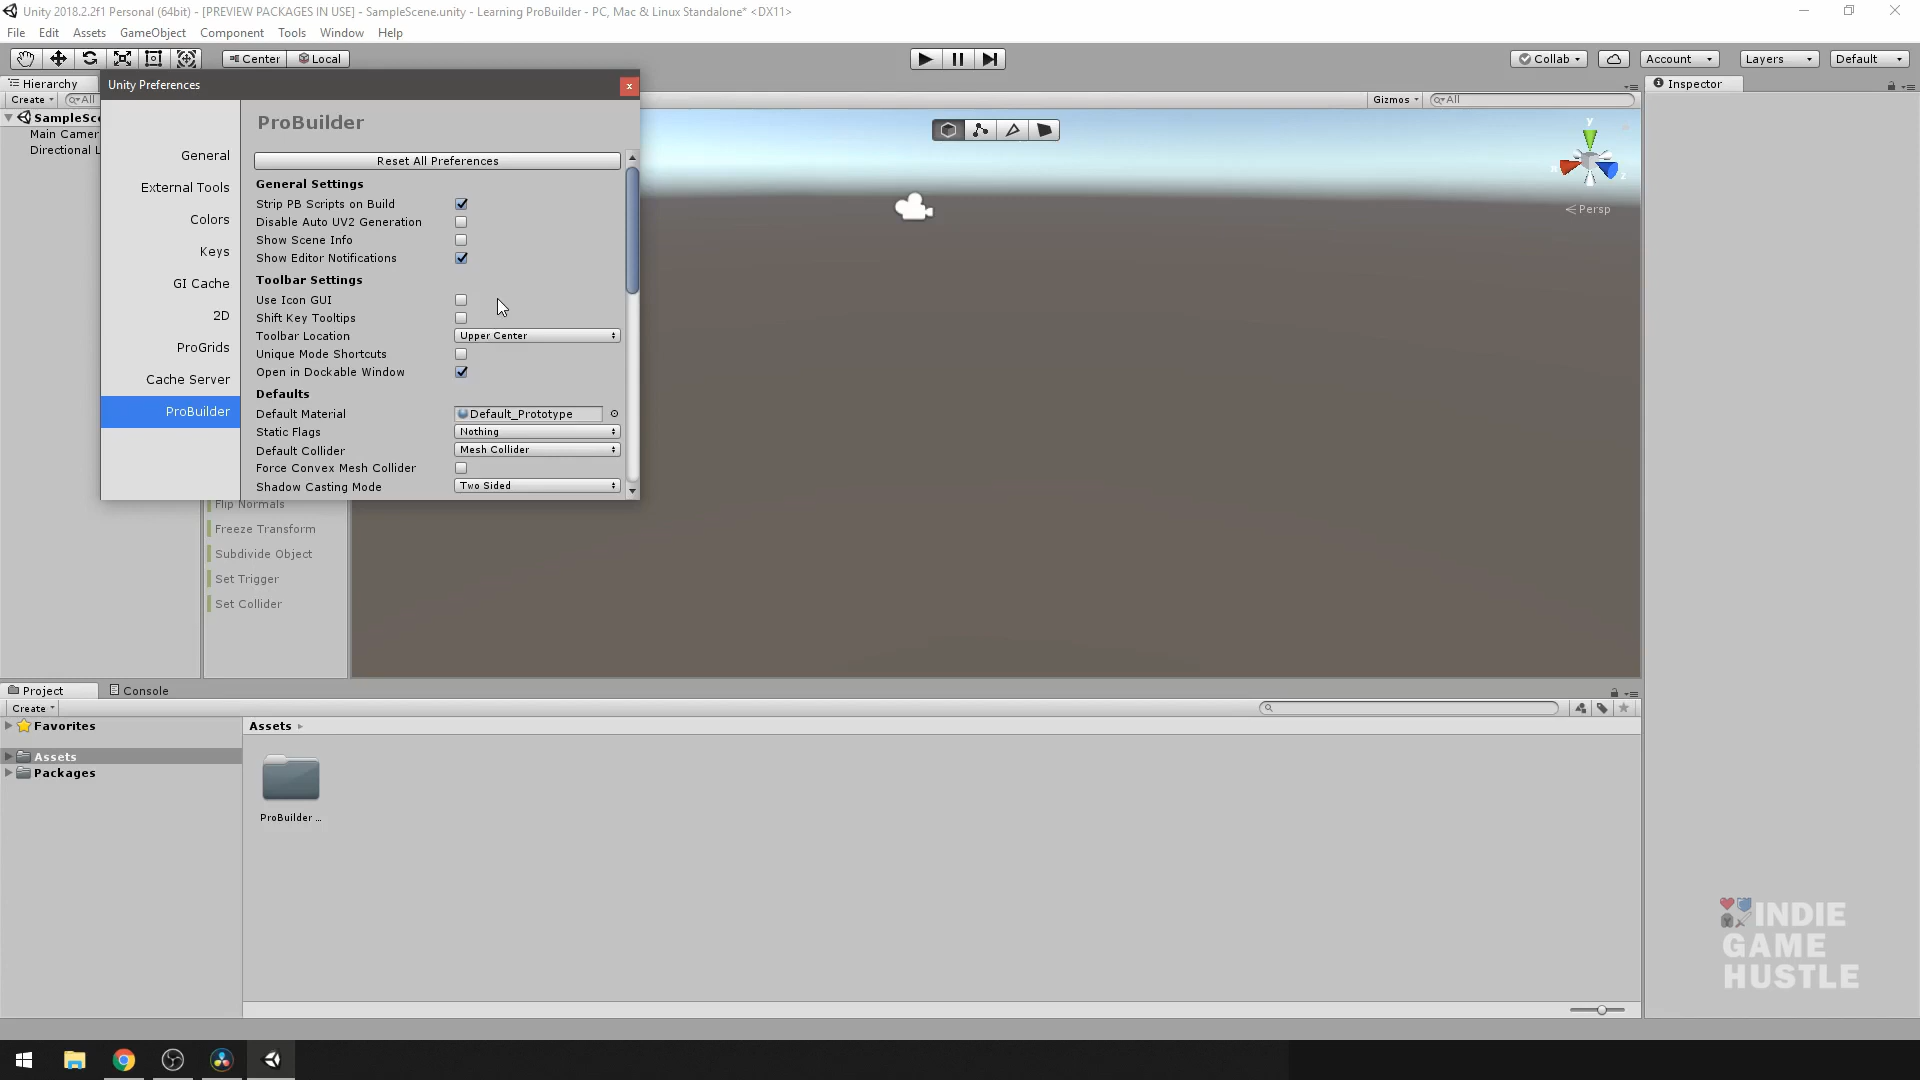 Unity 2018.2.2f1 Personal (64bit) - [PREVIEW PACKAGES IN USE] - SampleScene.unity - Learning ProBuilder - PC, Mac & Linux Standalone* <DX11>
File Edit Assets GameObject Component Tools Window Help
Center Local Collab Account Layers Default
Hierarchy
Create All
SampleSc
Main Camer
Directional L
Unity Preferences
x
General
External Tools
Colors
Keys
GI Cache
2D
ProGrids
Cache Server
ProBuilder
ProBuilder
Reset All Preferences
General Settings
Strip PB Scripts on Build
Disable Auto UV2 Generation
Show Scene Info
Show Editor Notifications
Toolbar Settings
Use Icon GUI
Shift Key Tooltips
Toolbar Location Upper Center
Unique Mode Shortcuts
Open in Dockable Window
Defaults
Default Material Default_Prototype
Static Flags Nothing
Default Collider Mesh Collider
Force Convex Mesh Collider
Shadow Casting Mode Two Sided
Flip Normals
Freeze Transform
Subdivide Object
Set Trigger
Set Collider
Gizmos All
y
x
z
Persp
Inspector
Project Console
Create
Favorites
Assets
Packages
Assets
ProBuilder ...
INDIE
GAME
HUSTLE